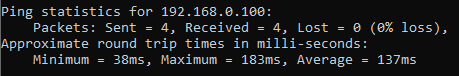 Ping statistics for 192.168.0.100:
    Packets: Sent = 4, Received = 4, Lost = 0 (0% loss),
Approximate round trip times in milli-seconds:
    Minimum = 38ms, Maximum = 183ms, Average = 137ms